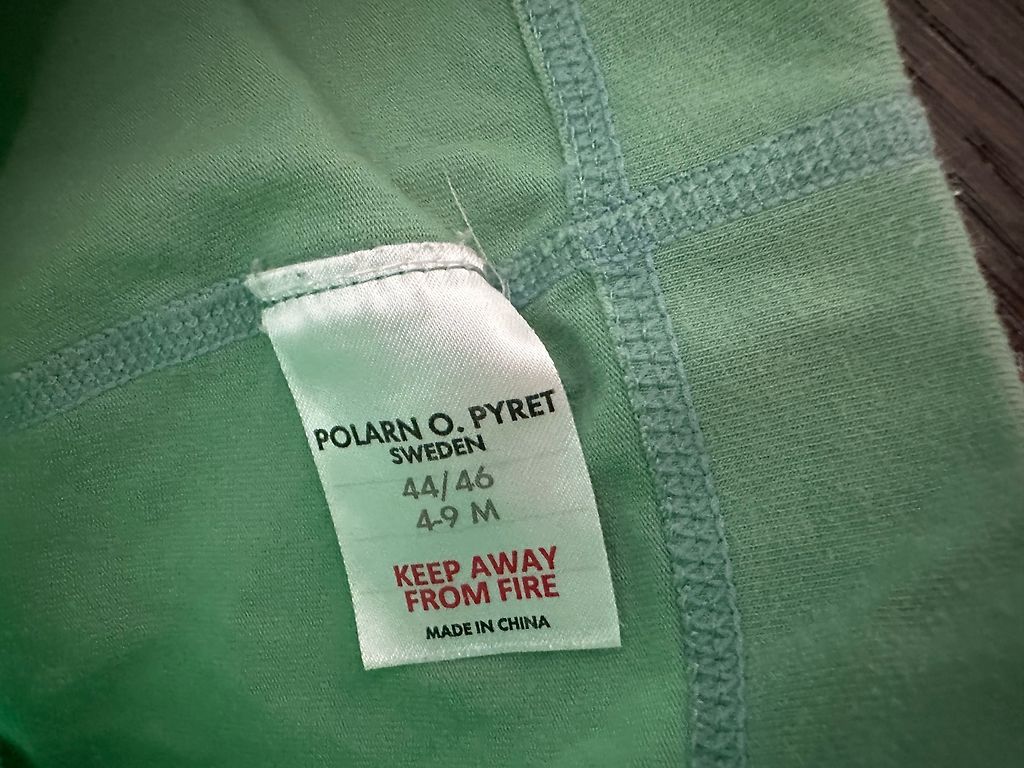 POLARN O. PYRET
SWEDEN
44/46
4-9 M
KEEP AWAY
FROM FIRE
MADE IN CHINA